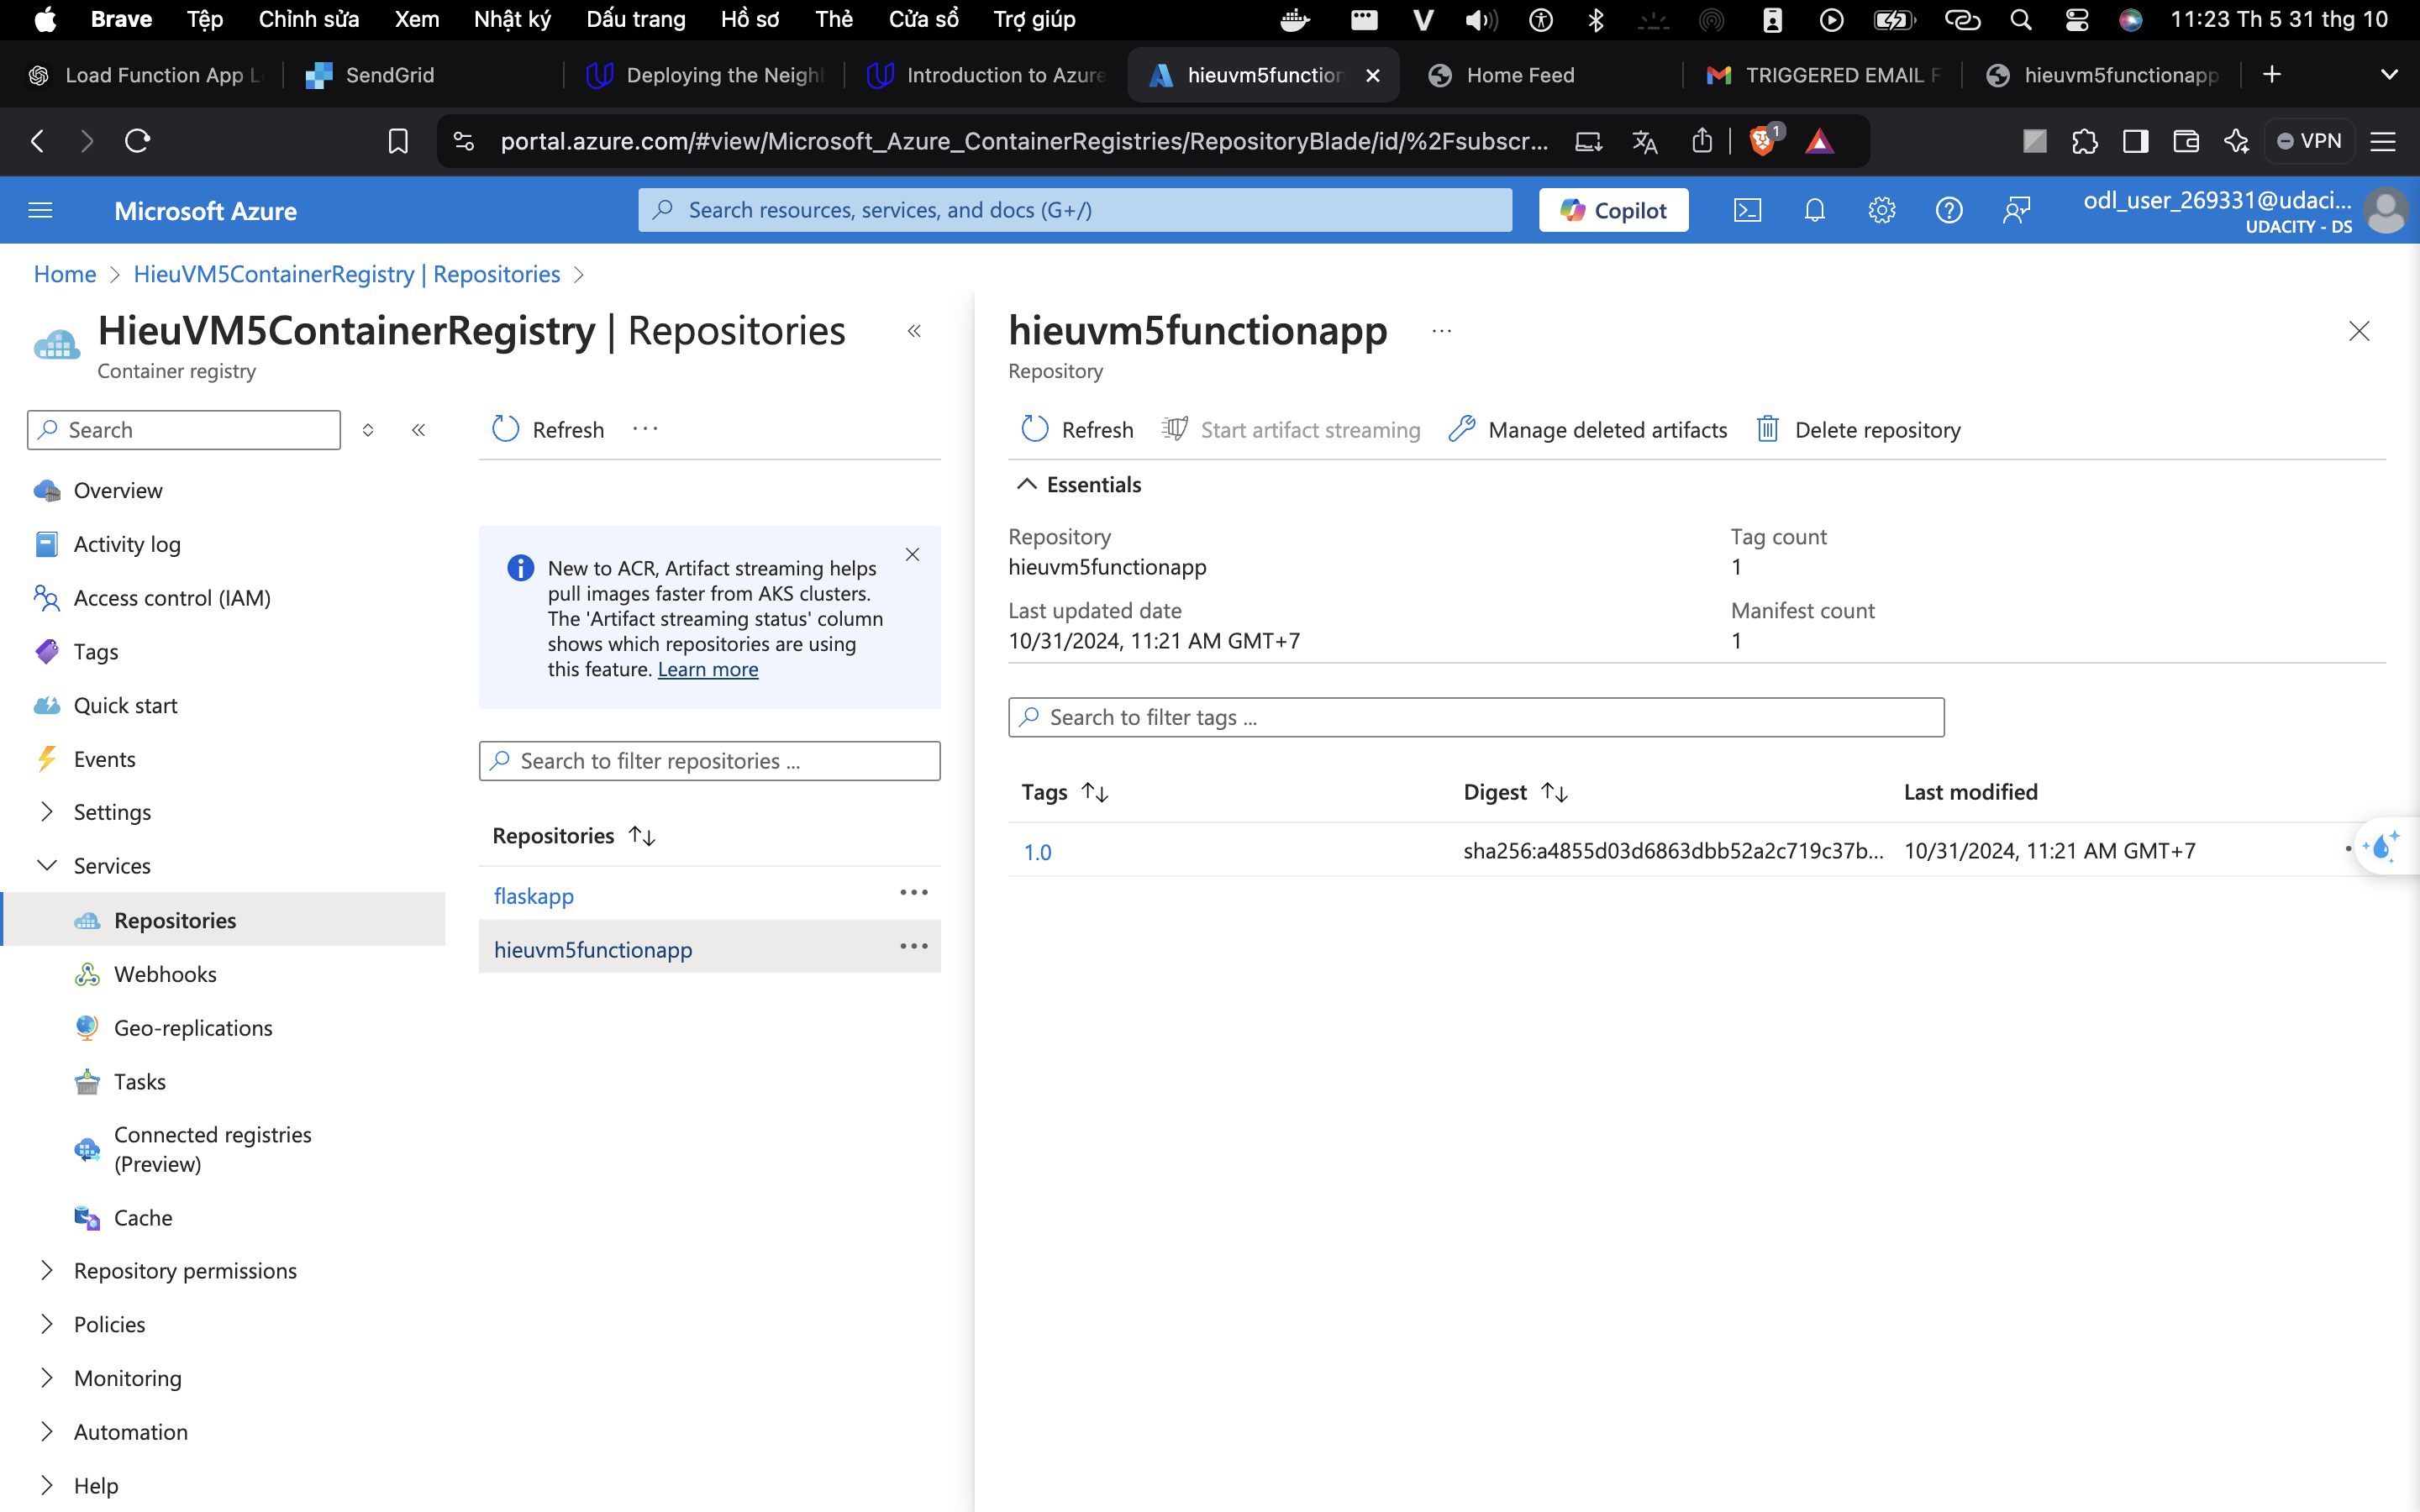 Brave Tệp Chỉnh sửa Xem Nhật ký Dấu trang Hồ sơ Thẻ Cửa sổ Trợ giúp 11:23 Th 5 31 thg 10
Load Function App L SendGrid Deploying the Neigh Introduction to Azure hieuvm5function Home Feed TRIGGERED EMAIL F hieuvm5functionapp
portal.azure.com/#view/Microsoft_Azure_ContainerRegistries/RepositoryBlade/id/%2Fsubscr... 1 VPN
Microsoft Azure
Search resources, services, and docs (G+/)
Copilot
odl_user_269331@udaci...
UDACITY - DS
Home > HieuVM5ContainerRegistry | Repositories >
HieuVM5ContainerRegistry | Repositories
Container registry
Search
Overview
Activity log
Access control (IAM)
Tags
Quick start
Events
Settings
Services
Repositories
Webhooks
Geo-replications
Tasks
Connected registries
(Preview)
Cache
Repository permissions
Policies
Monitoring
Automation
Help
Refresh
New to ACR, Artifact streaming helps
pull images faster from AKS clusters.
The 'Artifact streaming status' column
shows which repositories are using
this feature. Learn more
Search to filter repositories ...
Repositories
flaskapp
hieuvm5functionapp
hieuvm5functionapp
Repository
Refresh Start artifact streaming Manage deleted artifacts Delete repository
Essentials
Repository
hieuvm5functionapp
Last updated date
10/31/2024, 11:21 AM GMT+7
Tag count
1
Manifest count
1
Search to filter tags ...
Tags Digest Last modified
1.0 sha256:a4855d03d6863dbb52a2c719c37b... 10/31/2024, 11:21 AM GMT+7